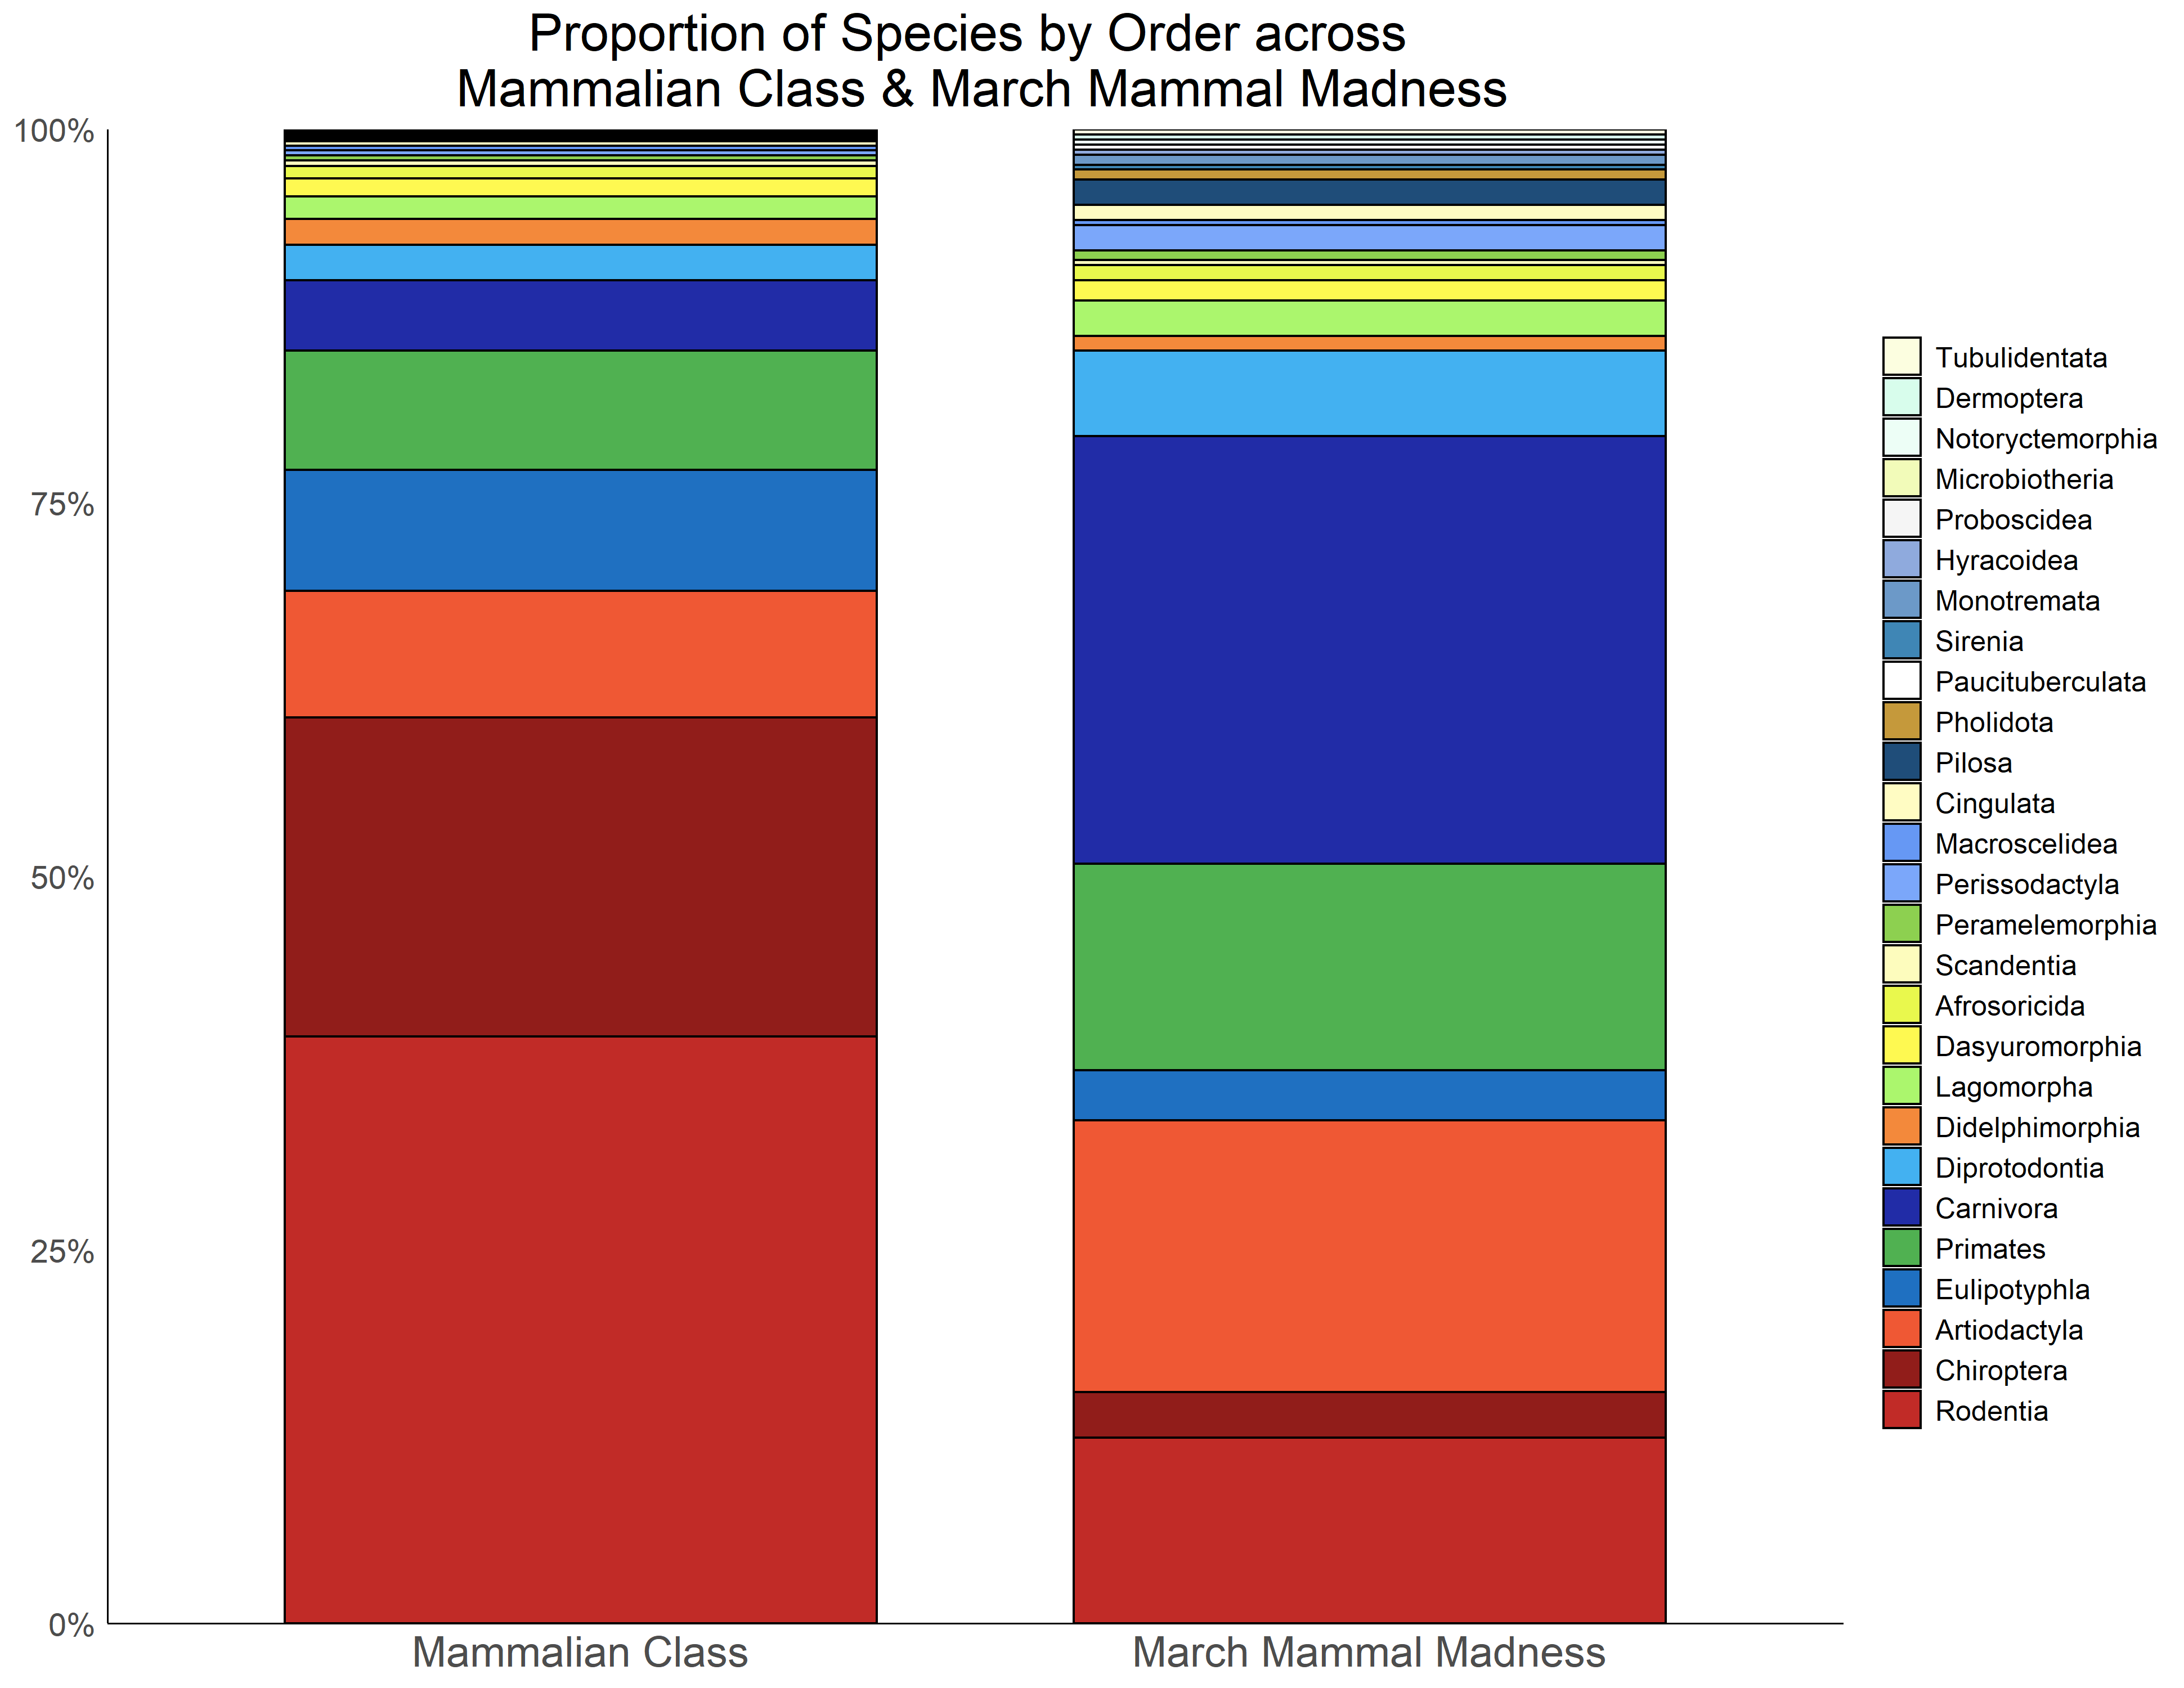 Proportion of Species by Order across
Mammalian Class & March Mammal Madness
100%
75%
50%
25%
0%
Mammalian Class
March Mammal Madness
Tubulidentata
Dermoptera
Notoryctemorphia
Microbiotheria
Proboscidea
Hyracoidea
Monotremata
Sirenia
Paucituberculata
Pholidota
Pilosa
Cingulata
Macroscelidea
Perissodactyla
Peramelemorphia
Scandentia
Afrosoricida
Dasyuromorphia
Lagomorpha
Didelphimorphia
Diprotodontia
Carnivora
Primates
Eulipotyphla
Artiodactyla
Chiroptera
Rodentia